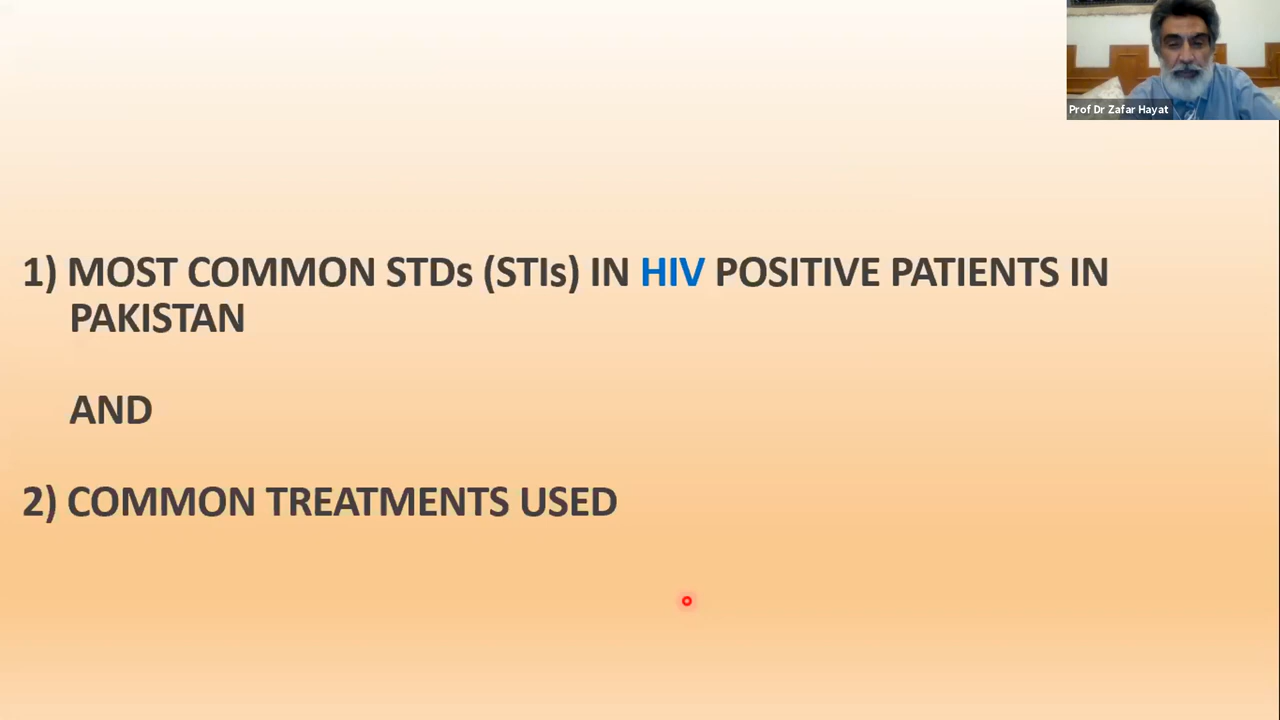 Prof Dr Zafar Hayat
1) MOST COMMON STDs (STIs) IN HIV POSITIVE PATIENTS IN
PAKISTAN
AND
2) COMMON TREATMENTS USED